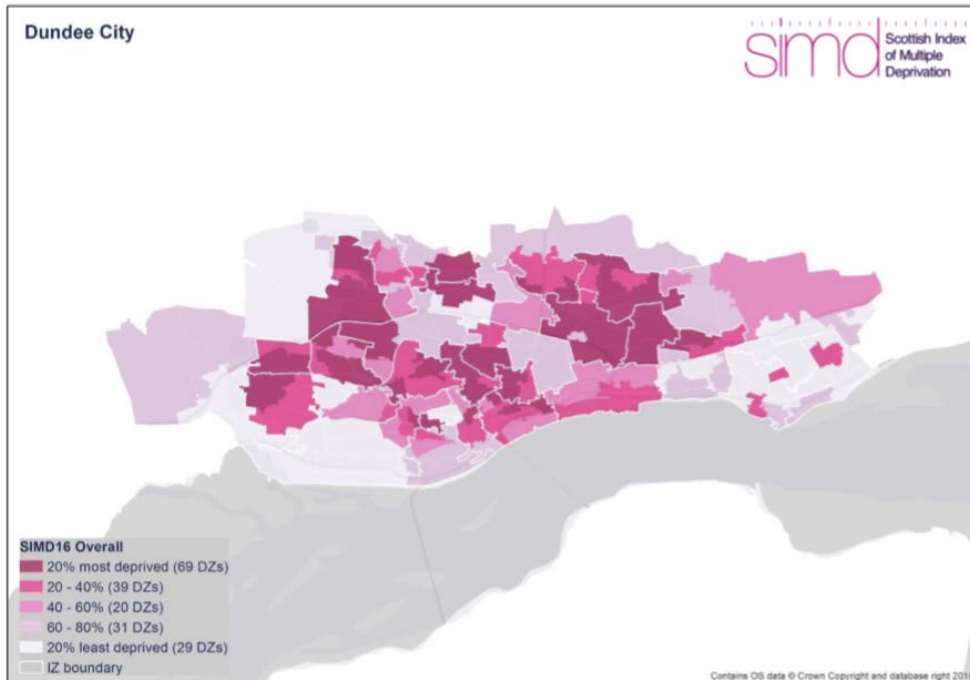 Dundee City
simd
Scottish Index
of Multiple
Deprivation
SIMD16 Overall
20% most deprived (69 DZs)
20 - 40% (39 DZs)
40 - 60% (20 DZs)
60 - 80% (31 DZs)
20% least deprived (29 DZs)
IZ boundary
Contains OS data © Crown Copyright and database right